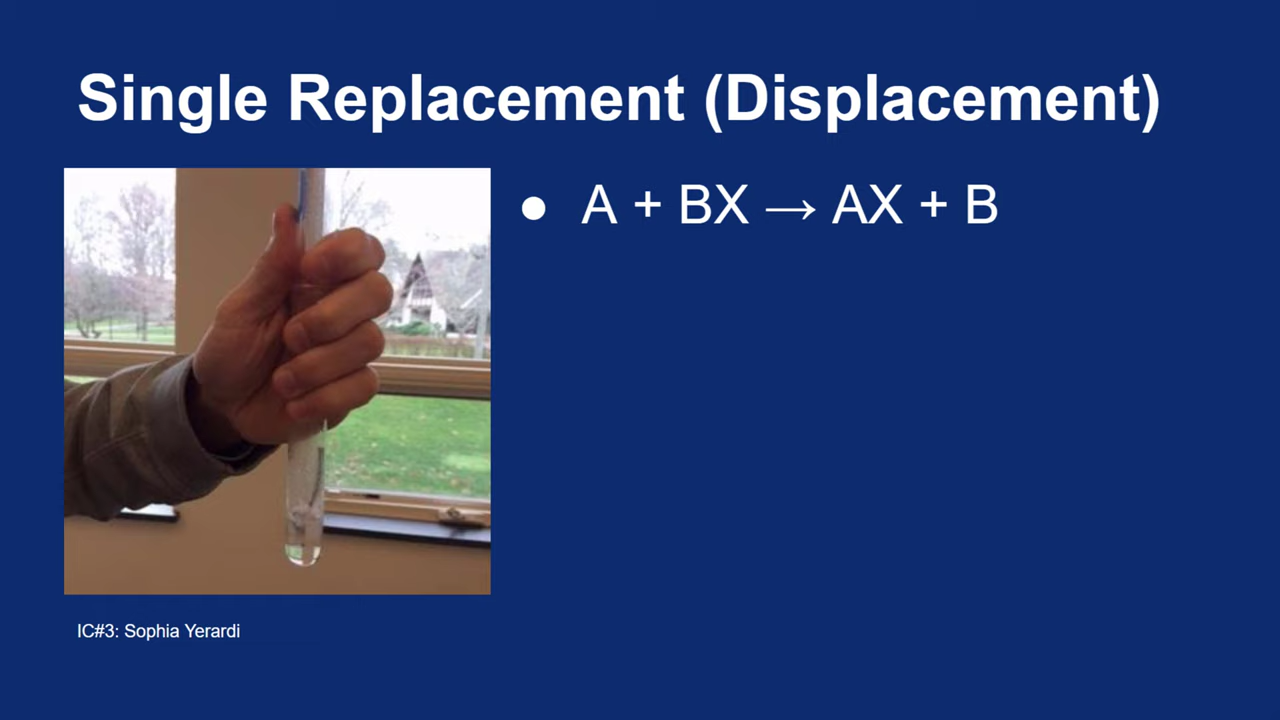 Single Replacement (Displacement)
● A + BX → AX + B
IC#3: Sophia Yerardi